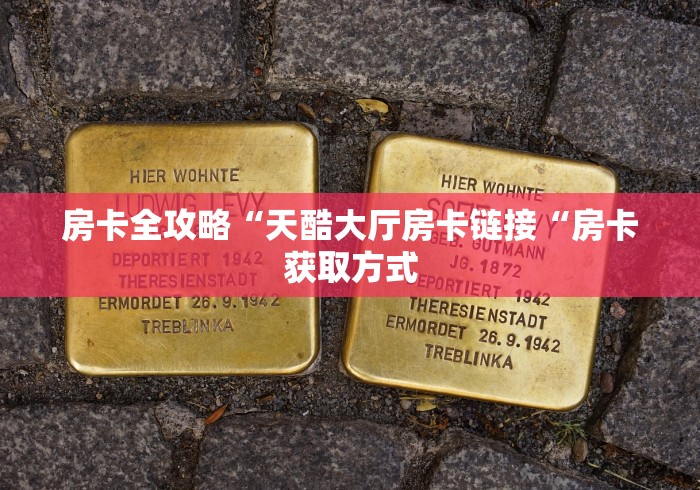 房卡全攻略“天酷大厅房卡链接“房卡
获取方式
HIER WOHNTE
LUDWIG LEVY
DEPORTIERT 1942
THERESIENSTADT
ERMORDET 26.9.1942
TREBLINKA
HIER WOHNTE
GEB. GUTMANN
JG. 1872
DEPORTIERT 1942
THERESIENSTADT
ERMORDET 26.9.1942
TREBLINKA